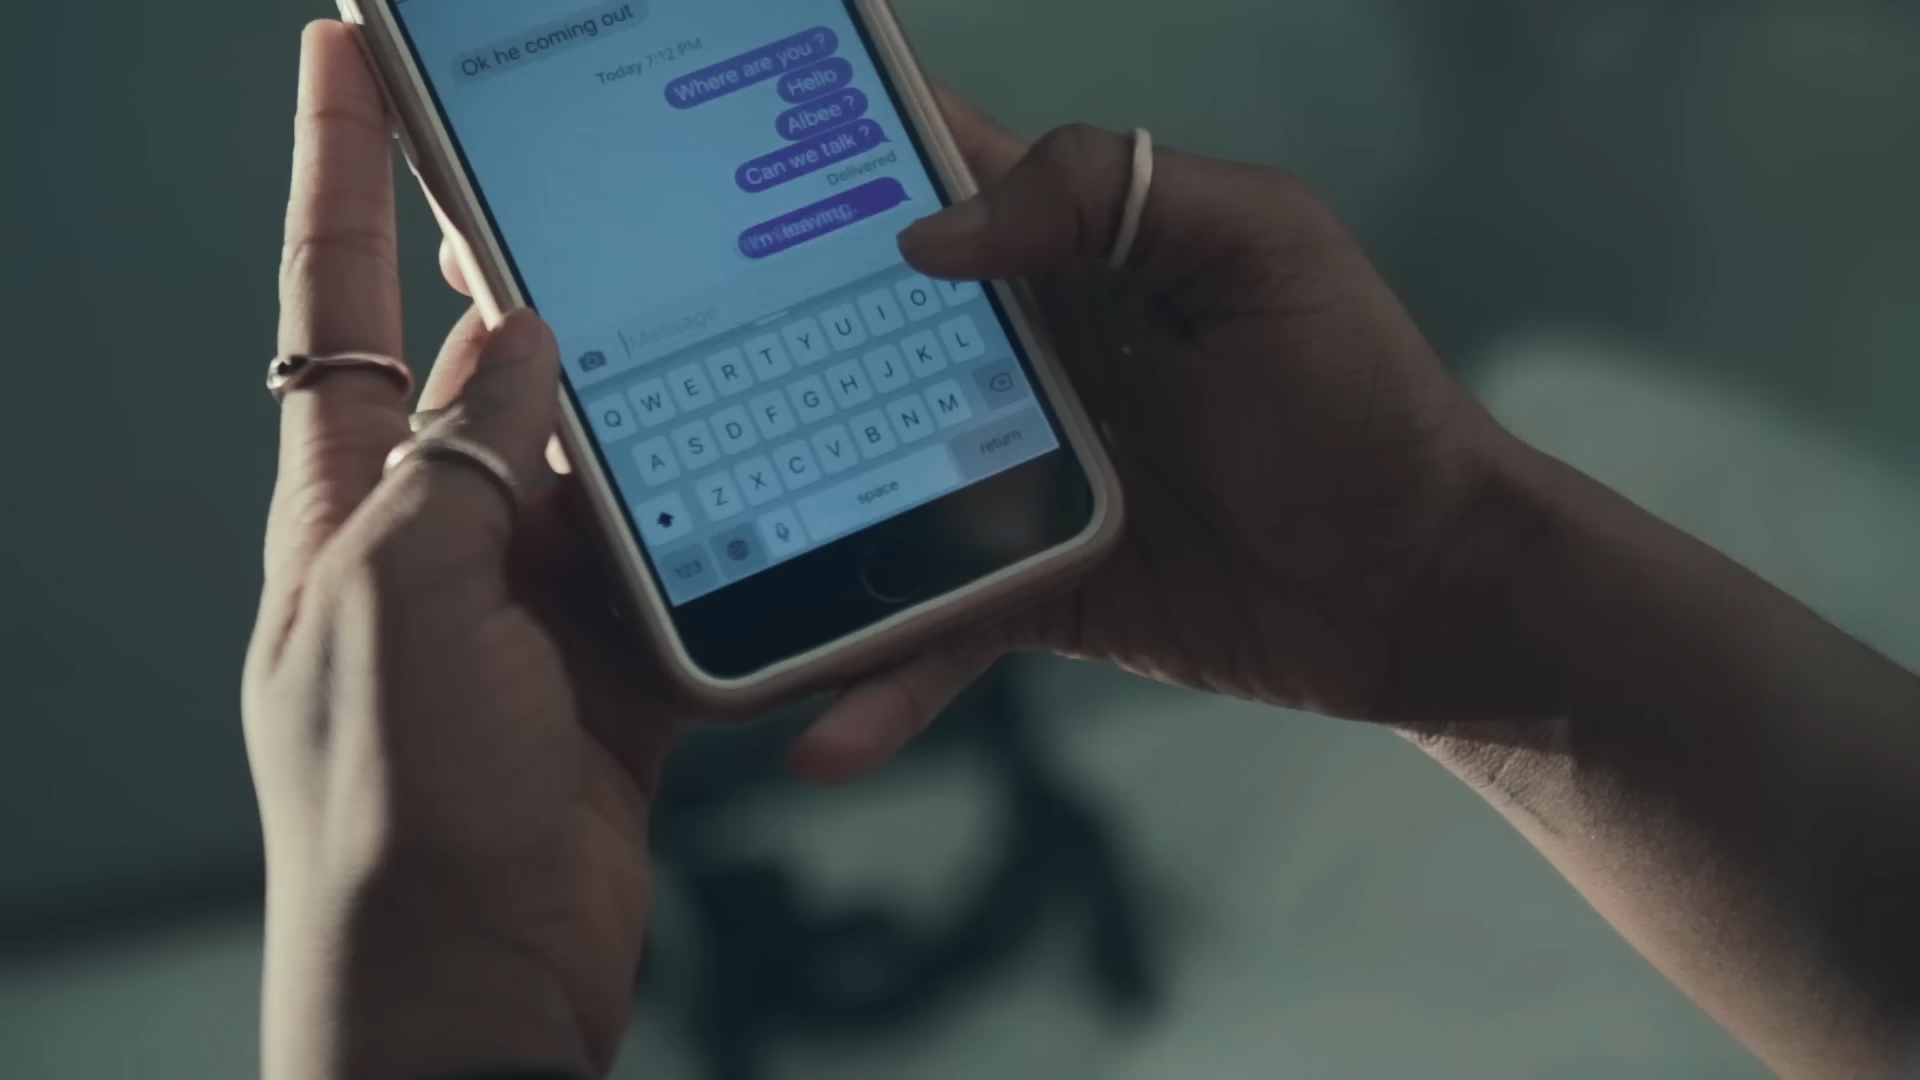 Ok he coming out
Today 7:12 PM
Where are you ?
Hello
Albee ?
Can we talk ?
Delivered
I'm leaving.
Message
Q W E R T Y U I O P
A S D F G H J K L
Z X C V B N M
123 space return